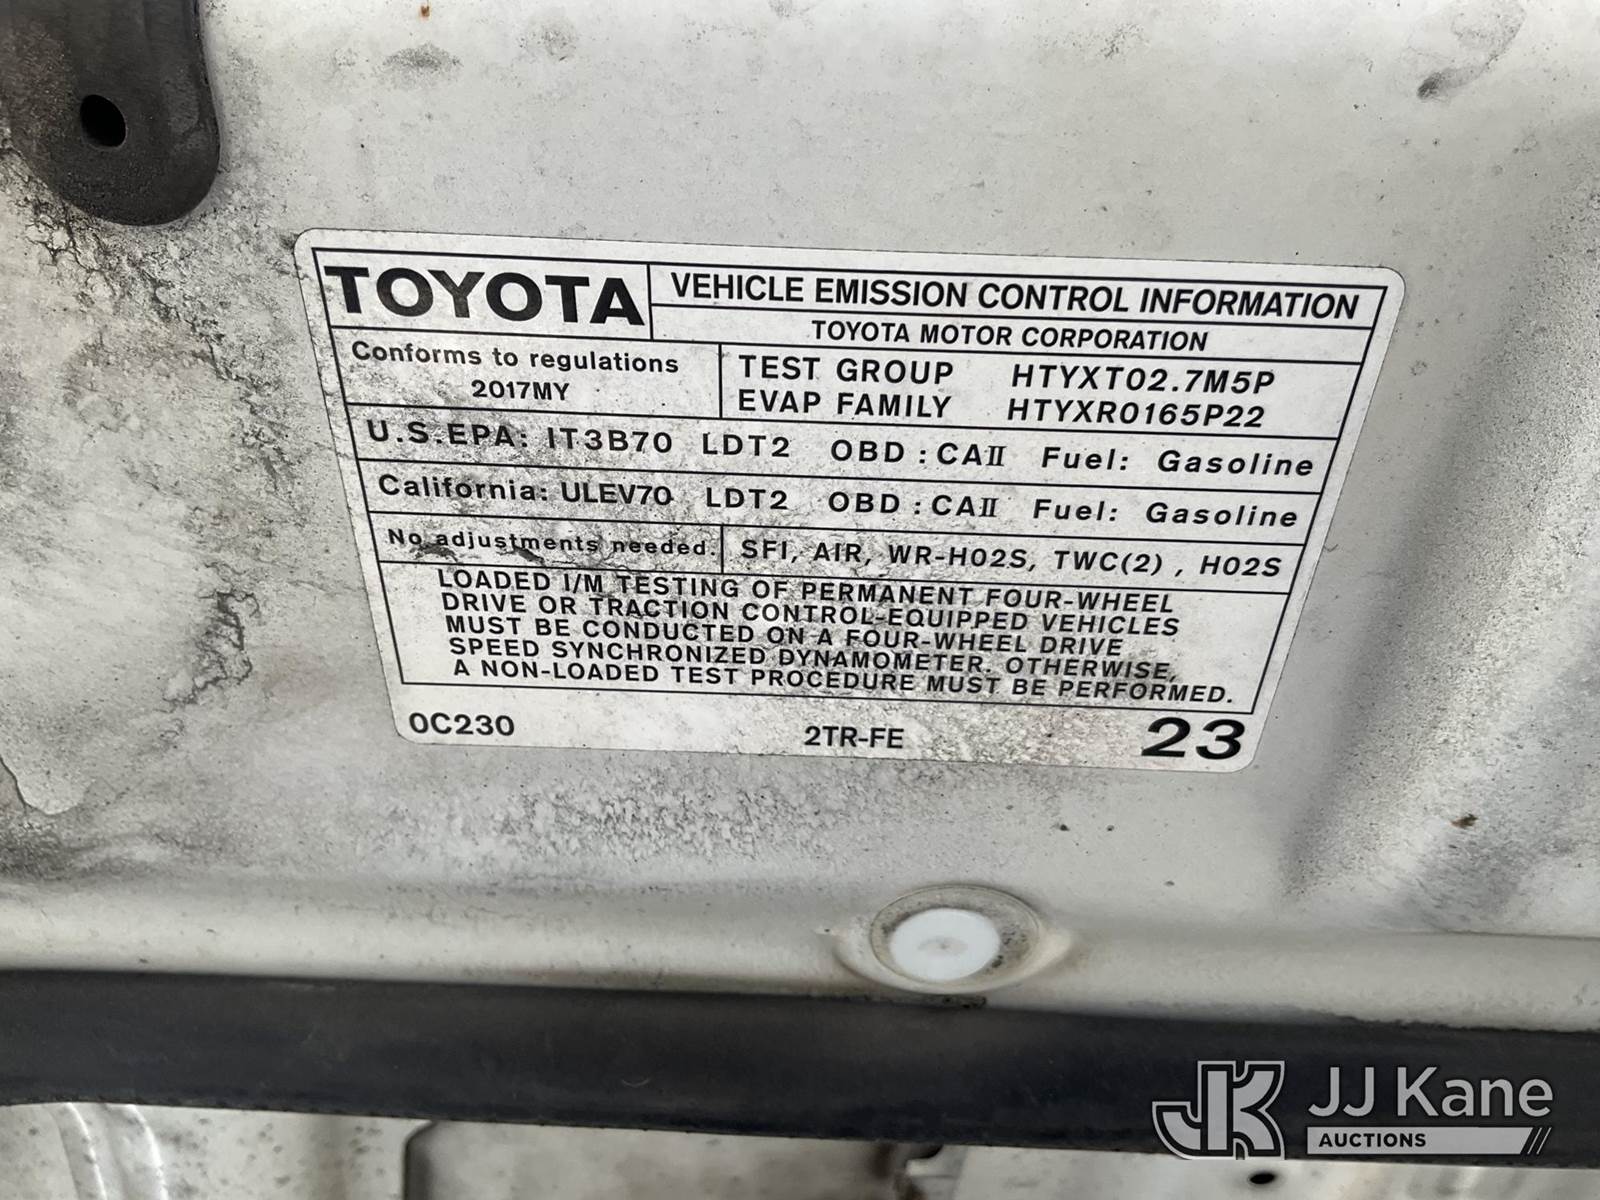 TOYOTA
VEHICLE EMISSION CONTROL INFORMATION
TOYOTA MOTOR CORPORATION
Conforms to regulations
2017MY
TEST GROUP HTYXT02.7M5P
EVAP FAMILY HTYXR0165P22
U.S.EPA: IT3B70 LDT2 OBD : CAII Fuel: Gasoline
California: ULEV70 LDT2 OBD : CAII Fuel: Gasoline
No adjustments needed.
SFI, AIR, WR-HO2S, TWC(2) , HO2S
LOADED I/M TESTING OF PERMANENT FOUR-WHEEL
DRIVE OR TRACTION CONTROL-EQUIPPED VEHICLES
MUST BE CONDUCTED ON A FOUR-WHEEL DRIVE
SPEED SYNCHRONIZED DYNAMOMETER. OTHERWISE,
A NON-LOADED TEST PROCEDURE MUST BE PERFORMED.
0C230 2TR-FE 23
JK JJ Kane
AUCTIONS